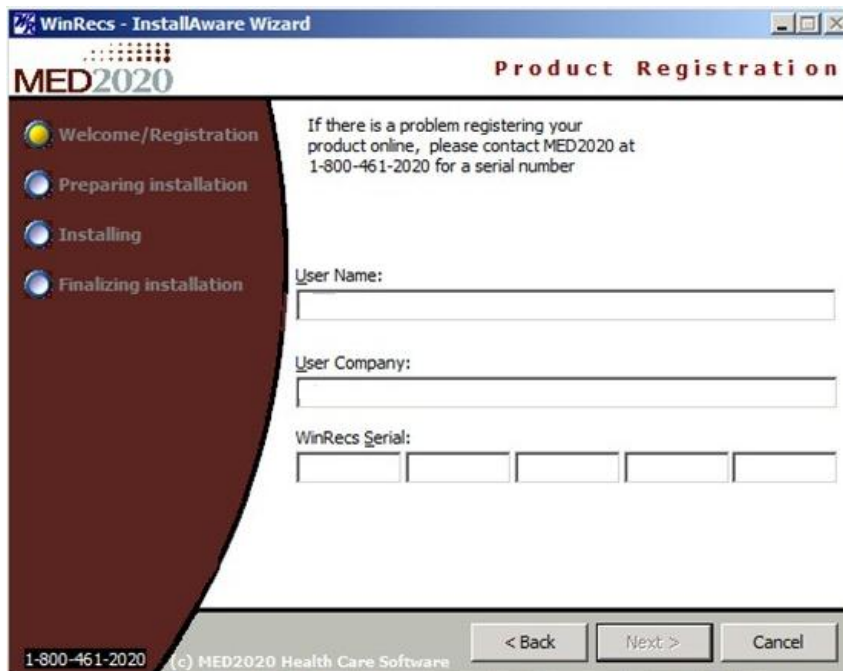 WinRecs - InstallAware Wizard
MED2020
Product Registration
Welcome/Registration
Preparing installation
Installing
Finalizing installation
If there is a problem registering your
product online, please contact MED2020 at
1-800-461-2020 for a serial number
User Name:
User Company:
WinRecs Serial:
1-800-461-2020
(c) MED2020 Health Care Software
< Back
Next >
Cancel